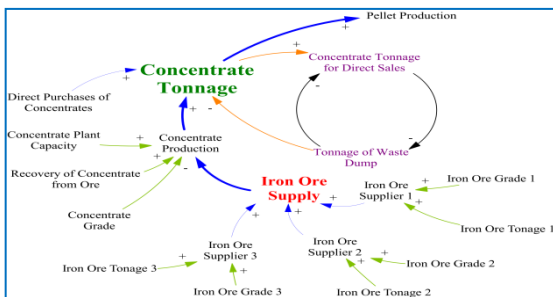 Pellet Production
+
+
Concentrate
Tonnage
Concentrate Tonnage
for Direct Sales
+
Direct Purchases of
Concentrates
-
-
+
-
Concentrate Plant
Capacity
+
Concentrate
Production
+
-
Recovery of Concentrate
from Ore
Tonnage of Waste
Dump
Concentrate
Grade
Iron Ore
Supply
Iron Ore
Supplier 1
+
Iron Ore Grade 1
+
+
+
+
Iron Ore Tonage 1
Iron Ore
Supplier 3
Iron Ore
Supplier 2
+
Iron Ore Grade 2
Iron Ore Tonage 3
+
+
+
Iron Ore Grade 3
Iron Ore Tonage 2